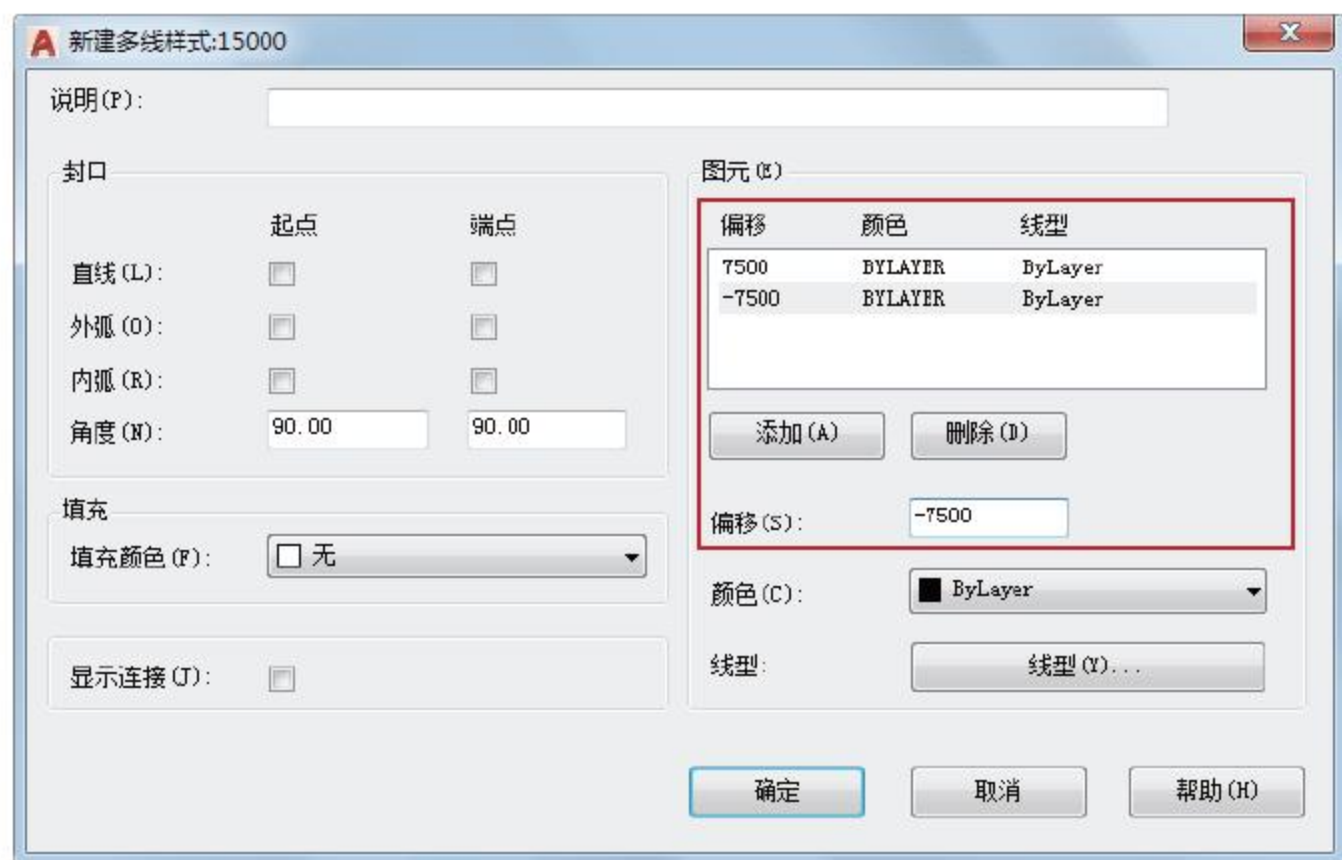 新建多线样式:15000
说明(P):
封口
起点 端点
直线(L):
外弧(O):
内弧(R):
角度(N): 90.00 90.00
填充
填充颜色(F): 无
显示连接(J):
图元(E)
偏移 颜色 线型
7500 BYLAYER ByLayer
-7500 BYLAYER ByLayer
添加(A) 删除(D)
偏移(S): -7500
颜色(C): ByLayer
线型: 线型(Y)...
确定 取消 帮助(H)